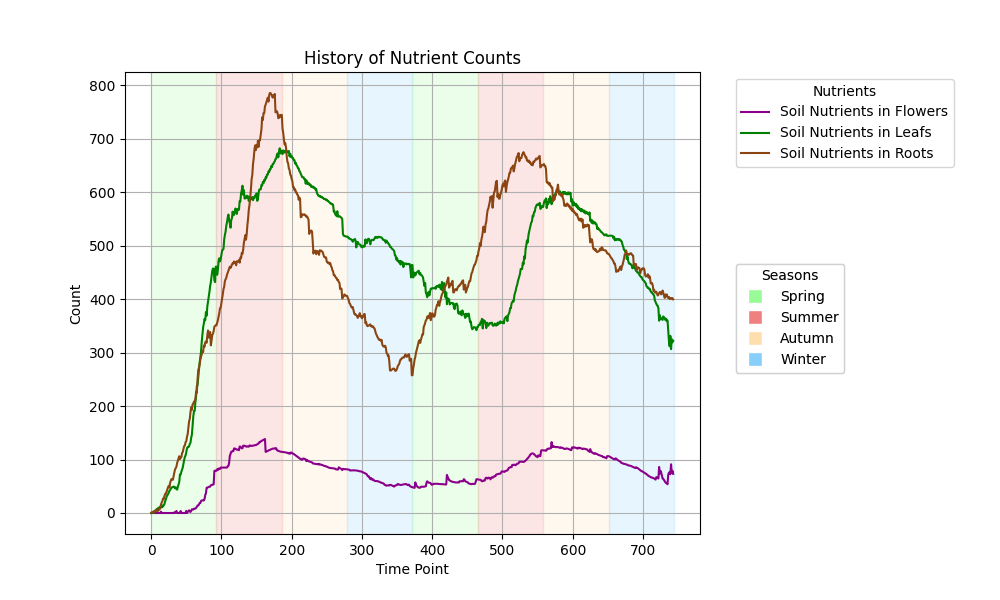 History of Nutrient Counts
800
700
600
500
400
300
200
100
0
Count
0 100 200 300 400 500 600 700
Time Point
Nutrients
Soil Nutrients in Flowers
Soil Nutrients in Leafs
Soil Nutrients in Roots
Seasons
Spring
Summer
Autumn
Winter